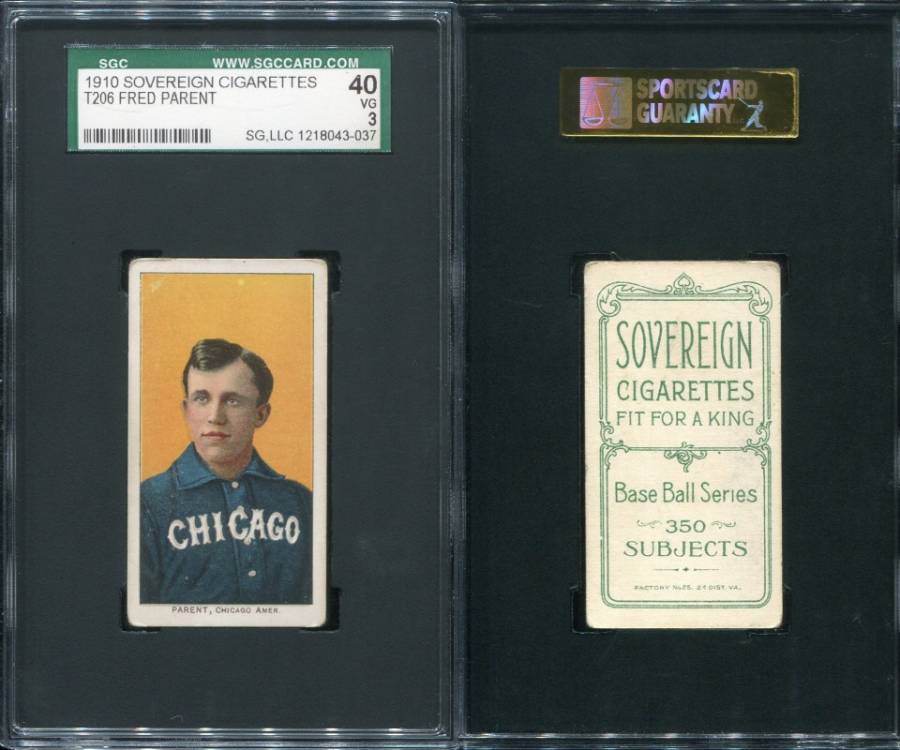 SGC WWW.SGCCARD.COM
1910 SOVEREIGN CIGARETTES 40
T206 FRED PARENT VG
3
SG,LLC 1218043-037
CHICAGO
PARENT, CHICAGO AMER.
SPORTSCARD
GUARANTY
SOVEREIGN
CIGARETTES
FIT FOR A KING
Base Ball Series
350
SUBJECTS
FACTORY No 25. 2d DIST. VA.